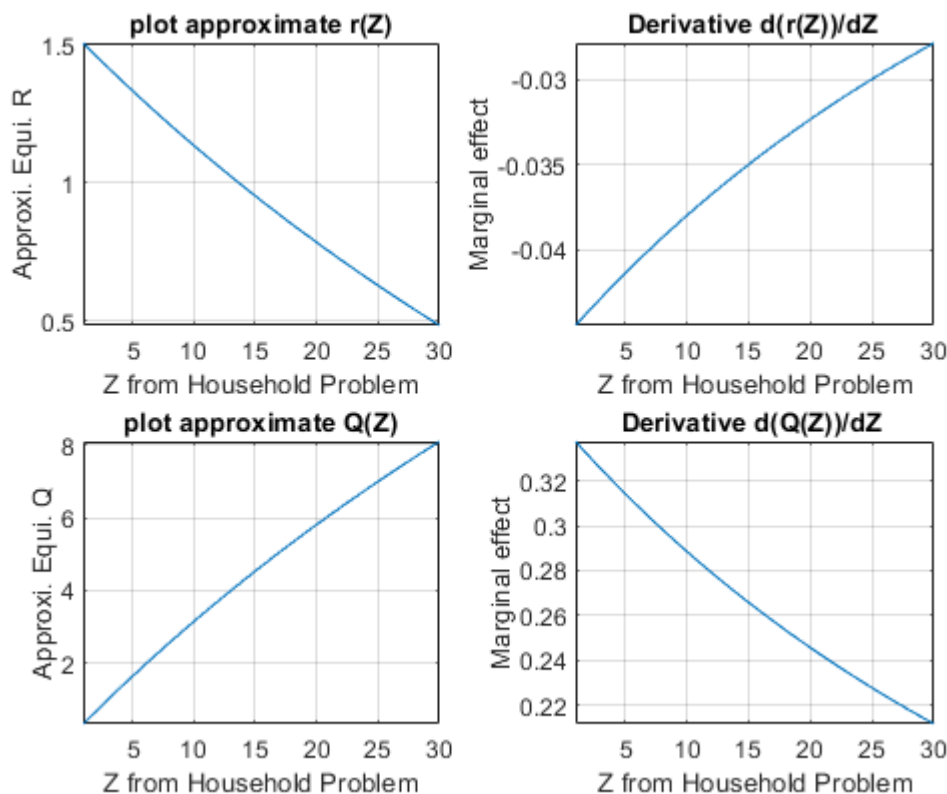 plot approximate r(Z)
Approxi. Equi. R
1.5
1
0.5
5 10 15 20 25 30
Z from Household Problem
Derivative d(r(Z))/dZ
Marginal effect
-0.03
-0.035
-0.04
5 10 15 20 25 30
Z from Household Problem
plot approximate Q(Z)
Approxi. Equi. Q
8
6
4
2
5 10 15 20 25 30
Z from Household Problem
Derivative d(Q(Z))/dZ
Marginal effect
0.32
0.3
0.28
0.26
0.24
0.22
5 10 15 20 25 30
Z from Household Problem